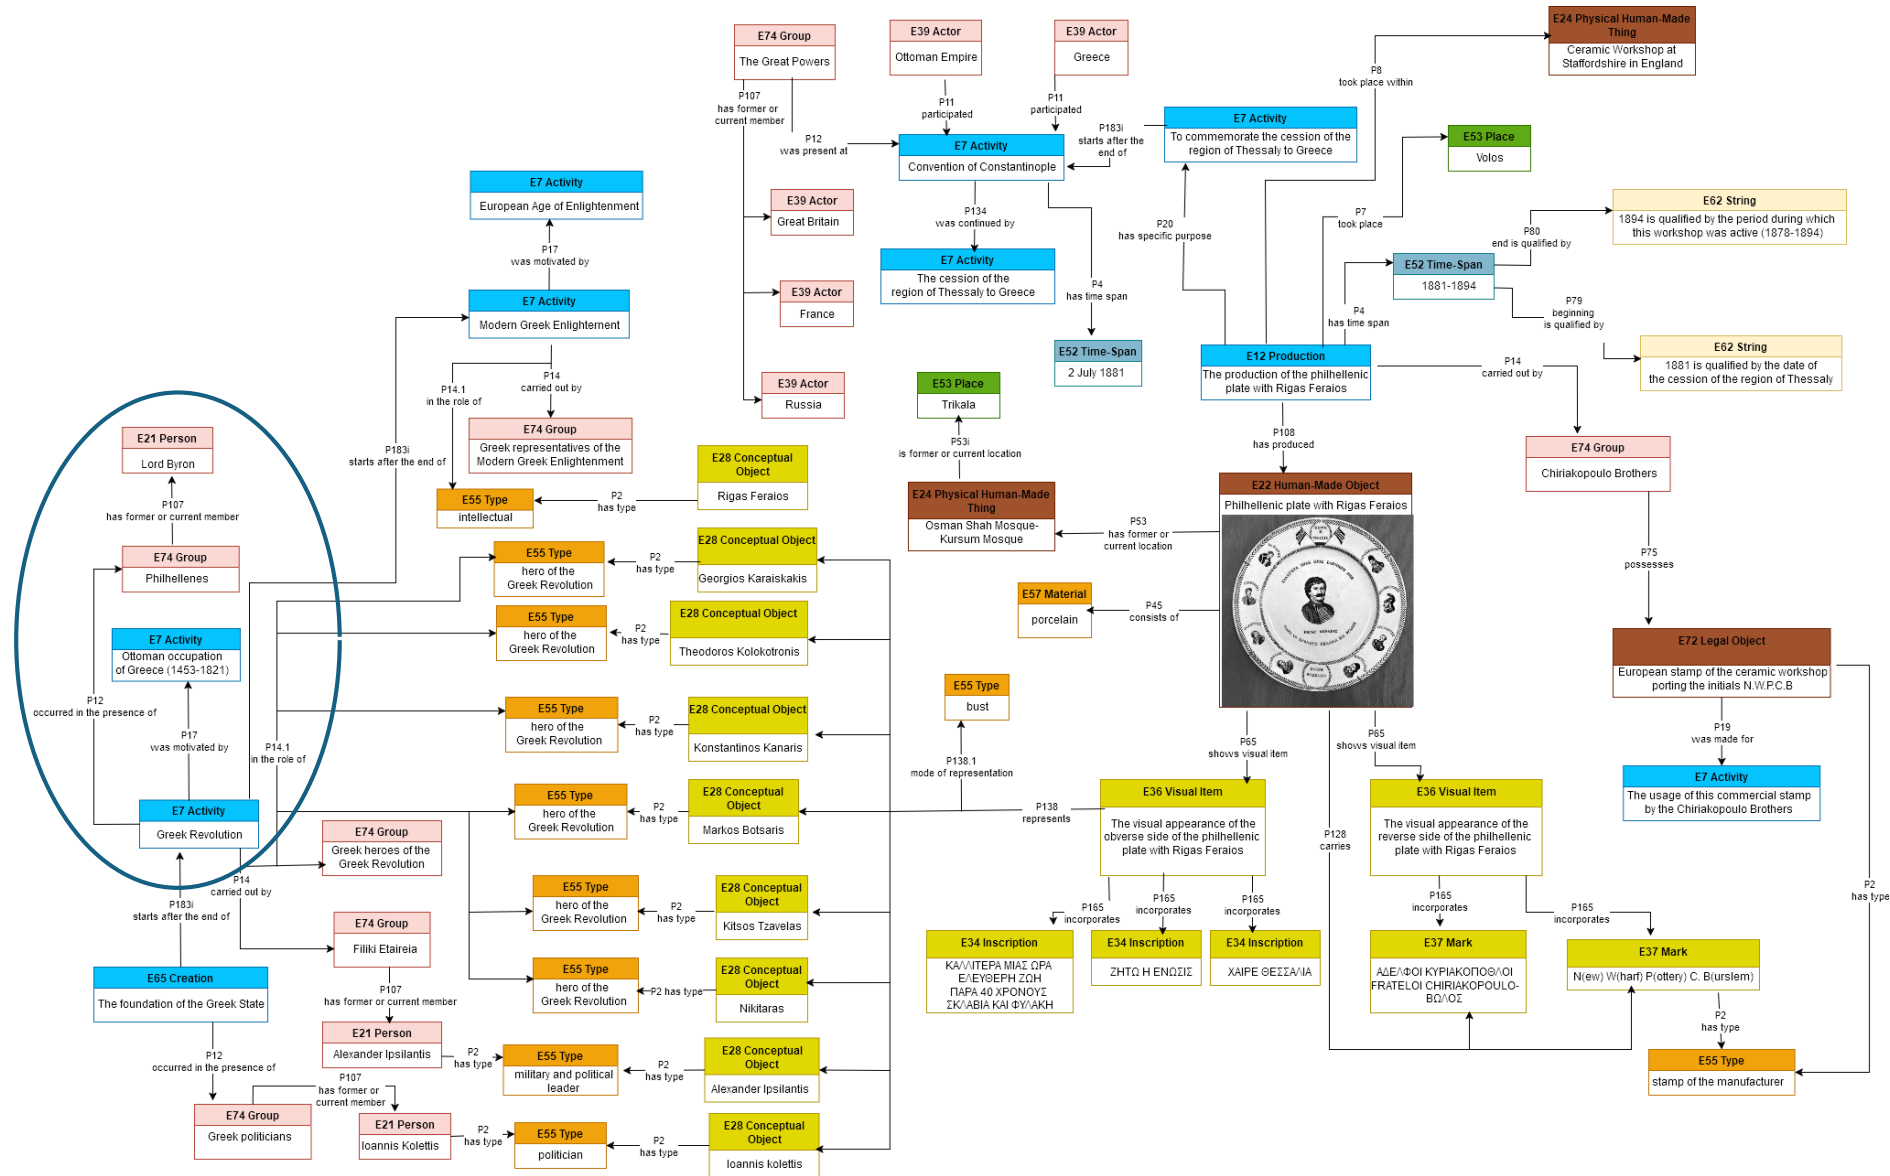 E74 Group
The Great Powers
E39 Actor
Ottoman Empire
E39 Actor
Greece
E24 Physical Human-Made
Thing
Ceramic Workshop at
Staffordshire in England
P8
took place within
P107
has former or
current member
P11
participated
P11
participated
P12
was present at
P183i
starts after the
end of
E7 Activity
To commemorate the cession of the
region of Thessaly to Greece
E7 Activity
Convention of Constantinople
E53 Place
Volos
E7 Activity
European Age of Enlightenment
P17
was motivated by
E39 Actor
Great Britain
P134
was continued by
P20
has specific purpose
P7
took place
P80
end is qualified by
E62 String
1894 is qualified by the period during which
this workshop was active (1878-1894)
E7 Activity
The cession of the
region of Thessaly to Greece
E52 Time-Span
1881-1894
P4
has time span
P79
beginning
is qualified by
P4
has time span
E7 Activity
Modern Greek Enlighternent
E39 Actor
France
E52 Time-Span
2 July 1881
E12 Production
The production of the philhellenic
plate with Rigas Feraios
P14
carried out by
E62 String
1881 is qualified by the date of
the cession of the region of Thessaly
P14.1
in the role of
P14
carried out by
E39 Actor
Russia
E53 Place
Trikala
P108
has produced
E74 Group
Greek representatives of the
Modern Greek Enlightenment
P53i
is former or current location
E74 Group
Chiriakopoulo Brothers
E21 Person
Lord Byron
P183i
starts after the end of
E28 Conceptual
Object
Rigas Feraios
P2
has type
E55 Type
intellectual
E24 Physical Human-Made
Thing
Osman Shah Mosque-
Kursum Mosque
P53
has former or
current location
E22 Human-Made Object
Philhellenic plate with Rigas Feraios
P107
has former or current member
E74 Group
Philhellenes
E55 Type
hero of the
Greek Revolution
P2
has type
E28 Conceptual Object
Georgios Karaiskakis
P75
possesses
E57 Material
porcelain
P45
consists of
E55 Type
hero of the
Greek Revolution
P2
has type
E28 Conceptual
Object
Theodoros Kolokotronis
E7 Activity
Ottoman occupation
of Greece (1453-1821)
E72 Legal Object
European stamp of the ceramic workshop
porting the initials N.W.P.C.B
P12
occurred in the presence of
P17
was motivated by
P14.1
in the role of
E55 Type
hero of the
Greek Revolution
P2
has type
E28 Conceptual Object
Konstantinos Kanaris
E55 Type
bust
P138.1
mode of representation
P65
shows visual item
P65
shows visual item
P19
was made for
E7 Activity
The usage of this commercial stamp
by the Chiriakopoulo Brothers
E7 Activity
Greek Revolution
E55 Type
hero of the
Greek Revolution
P2
has type
E28 Conceptual
Object
Markos Botsaris
P138
represents
E36 Visual Item
The visual appearance of the
obverse side of the philhellenic
plate with Rigas Feraios
E36 Visual Item
The visual appearance of the
reverse side of the philhellenic
plate with Rigas Feraios
P128
carries
E74 Group
Greek heroes of the
Greek Revolution
P14
carried out by
P183i
starts after the end of
P2
has type
E55 Type
hero of the
Greek Revolution
P2
has type
E28 Conceptual
Object
Kitsos Tzavelas
P165
incorporates
P165
incorporates
P165
incorporates
P165
incorporates
P165
incorporates
E74 Group
Filiki Etaireia
E34 Inscription
ΚΑΛΛΙΤΕΡΑ ΜΙΑΣ ΩΡΑ
ΕΛΕΥΘΕΡΗ ΖΩΗ
ΠΑΡΑ 40 ΧΡΟΝΟΥΣ
ΣΚΛΑΒΙΑ ΚΑΙ ΦΥΛΑΚΗ
E34 Inscription
ΖΗΤΩ Η ΕΝΩΣΙΣ
E34 Inscription
ΧΑΙΡΕ ΘΕΣΣΑΛΙΑ
E37 Mark
ΑΔΕΛΦΟΙ ΚΥΡΙΑΚΟΠΟΘΛΟΙ
FRATELOI CHIRIAKOPOULO-
ΒΩΛΟΣ
E37 Mark
N(ew) W(harf) P(ottery) C. B(urslem)
E65 Creation
The foundation of the Greek State
P107
has former or current member
E55 Type
hero of the
Greek Revolution
P2 has type
E28 Conceptual
Object
Nikitaras
P2
has type
E21 Person
Alexander Ipsilantis
P2
has type
E55 Type
military and political
leader
P2
has type
E28 Conceptual
Object
Alexander Ipsilantis
E55 Type
stamp of the manufacturer
P12
occurred in the presence of
P107
has former or
current member
E74 Group
Greek politicians
E21 Person
Ioannis Kolettis
P2
has type
E55 Type
politician
P2
has type
E28 Conceptual
Object
Ioannis kolettis